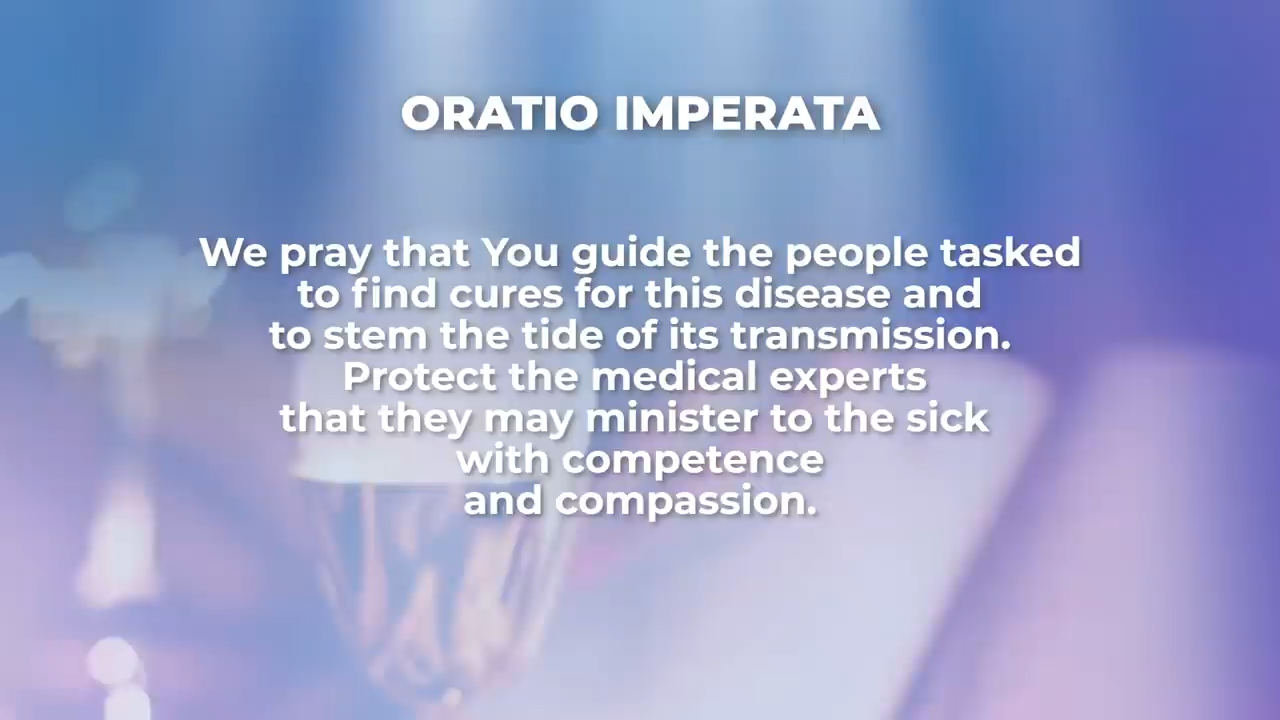 ORATIO IMPERATA
We pray that You guide the people tasked
to find cures for this disease and
to stem the tide of its transmission.
Protect the medical experts
that they may minister to the sick
with competence
and compassion.